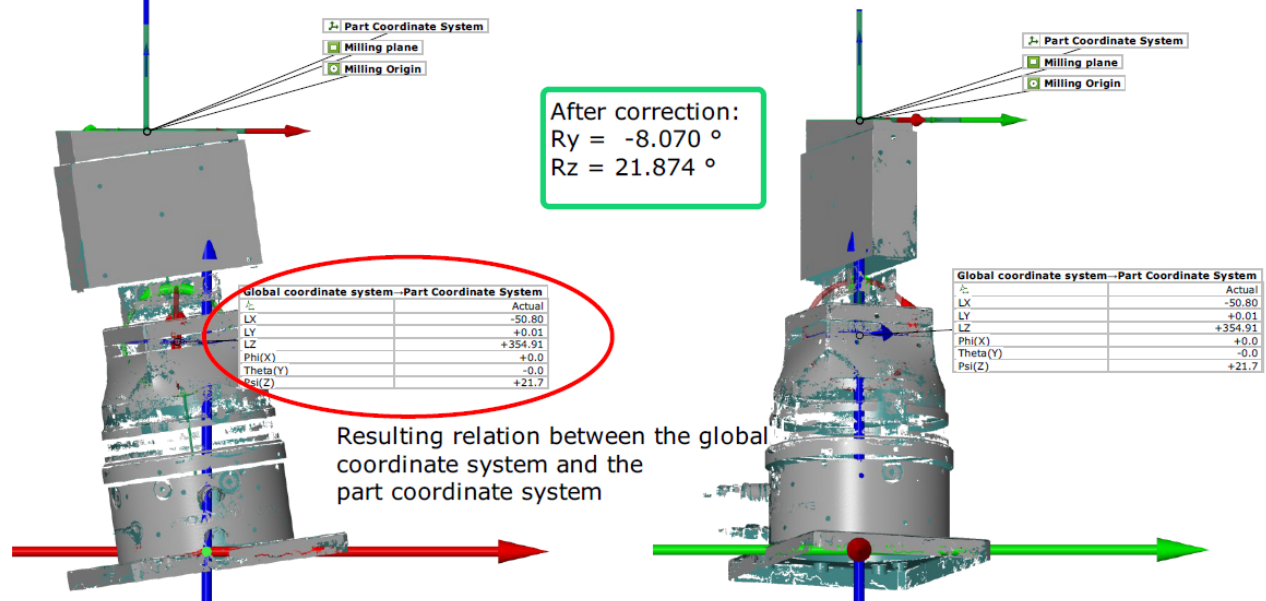 Part Coordinate System
Milling plane
Milling Origin
Part Coordinate System
Milling plane
Milling Origin
After correction:
Ry = -8.070 °
Rz = 21.874 °
Global coordinate system→Part Coordinate System
Actual
LX -50.80
LY +0.01
LZ +354.91
Phi(X) +0.0
Theta(Y) -0.0
Psi(Z) +21.7
Global coordinate system→Part Coordinate System
Actual
LX -50.80
LY +0.01
LZ +354.91
Phi(X) +0.0
Theta(Y) -0.0
Psi(Z) +21.7
Resulting relation between the global
coordinate system and the
part coordinate system